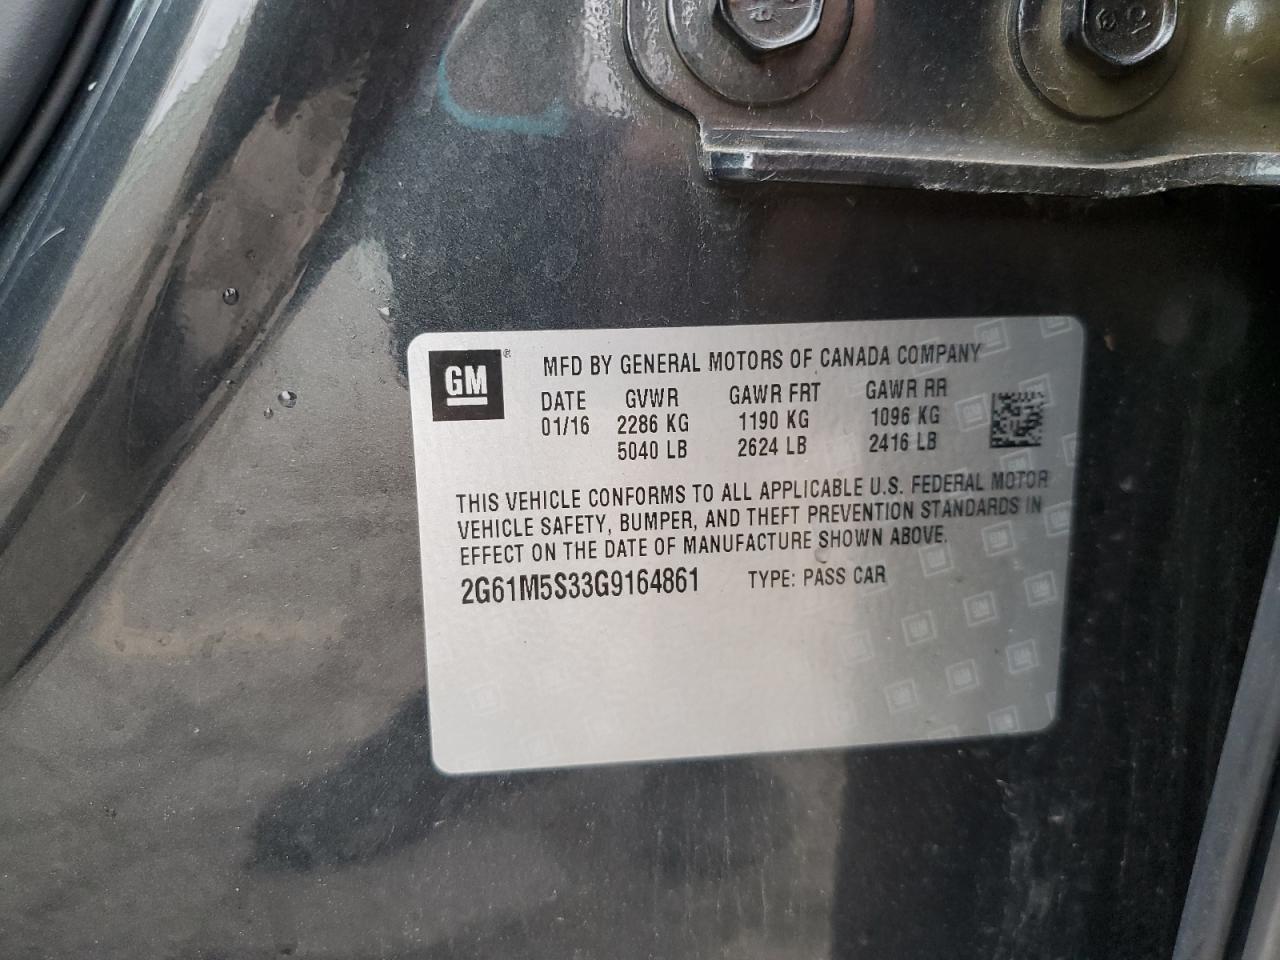 GM
®
MFD BY GENERAL MOTORS OF CANADA COMPANY
DATE GVWR GAWR FRT GAWR RR
01/16 2286 KG 1190 KG 1096 KG
5040 LB 2624 LB 2416 LB
THIS VEHICLE CONFORMS TO ALL APPLICABLE U.S. FEDERAL MOTOR
VEHICLE SAFETY, BUMPER, AND THEFT PREVENTION STANDARDS IN
EFFECT ON THE DATE OF MANUFACTURE SHOWN ABOVE.
2G61M5S33G9164861 TYPE: PASS CAR